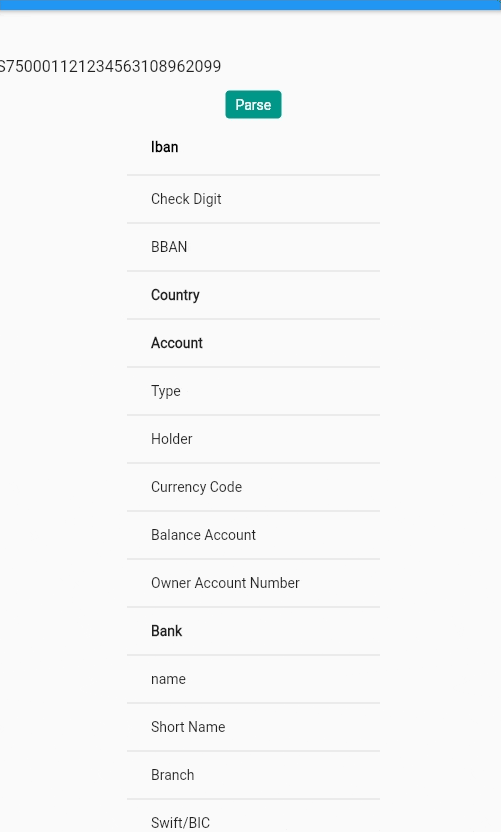 S750001121234563108962099
Parse
Iban
Check Digit
BBAN
Country
Account
Type
Holder
Currency Code
Balance Account
Owner Account Number
Bank
name
Short Name
Branch
Swift/BIC